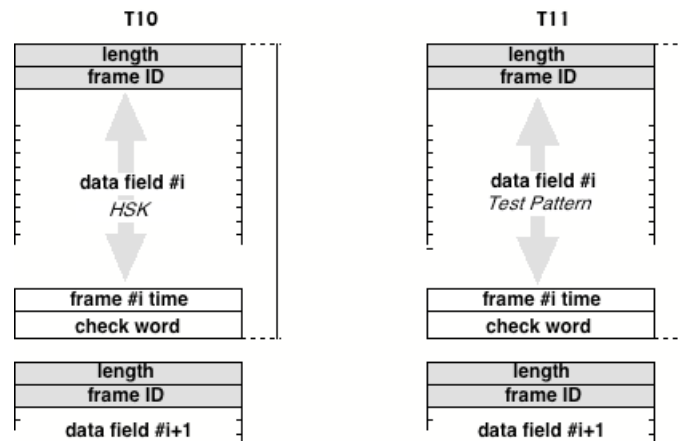 T10
length
frame ID
data field #i
HSK
frame #i time
check word
length
frame ID
data field #i+1
T11
length
frame ID
data field #i
Test Pattern
frame #i time
check word
length
frame ID
data field #i+1